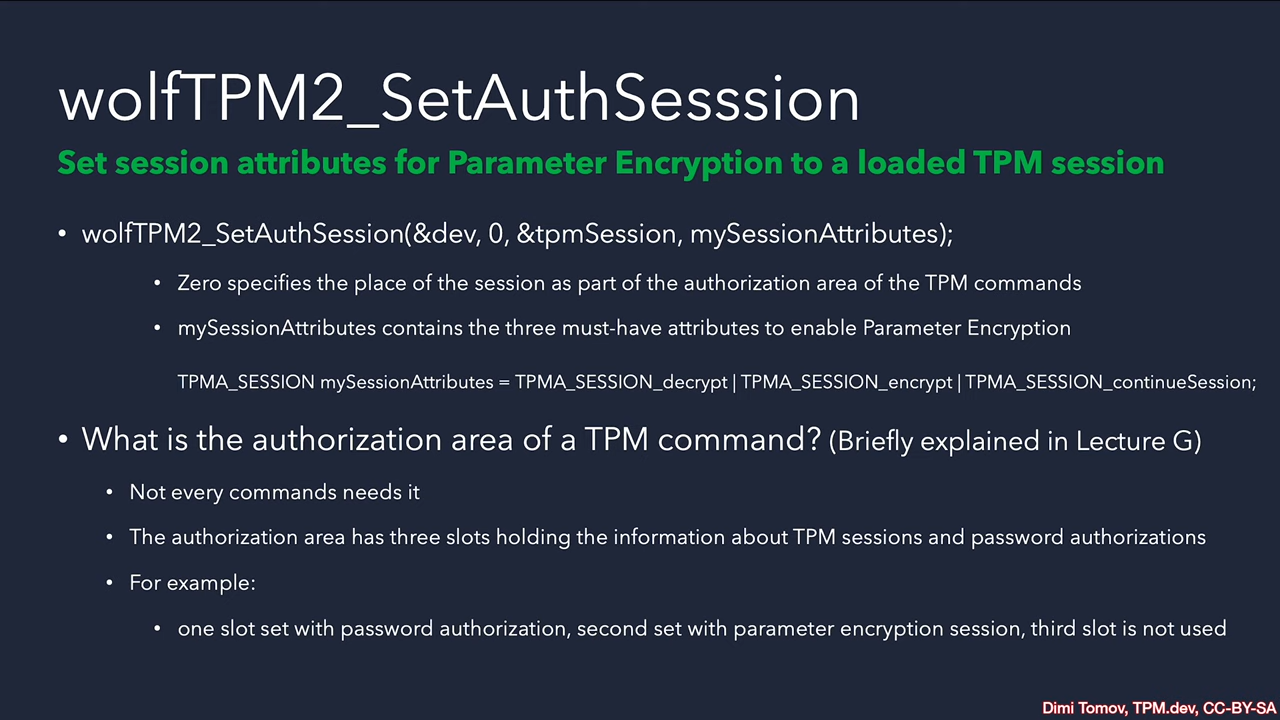 wolfTPM2_SetAuthSesssion
Set session attributes for Parameter Encryption to a loaded TPM session
• wolfTPM2_SetAuthSession(&dev, 0, &tpmSession, mySessionAttributes);
• Zero specifies the place of the session as part of the authorization area of the TPM commands
• mySessionAttributes contains the three must-have attributes to enable Parameter Encryption
TPMA_SESSION mySessionAttributes = TPMA_SESSION_decrypt | TPMA_SESSION_encrypt | TPMA_SESSION_continueSession;
• What is the authorization area of a TPM command? (Briefly explained in Lecture G)
• Not every commands needs it
• The authorization area has three slots holding the information about TPM sessions and password authorizations
• For example:
• one slot set with password authorization, second set with parameter encryption session, third slot is not used
Dimi Tomov, TPM.dev, CC-BY-SA